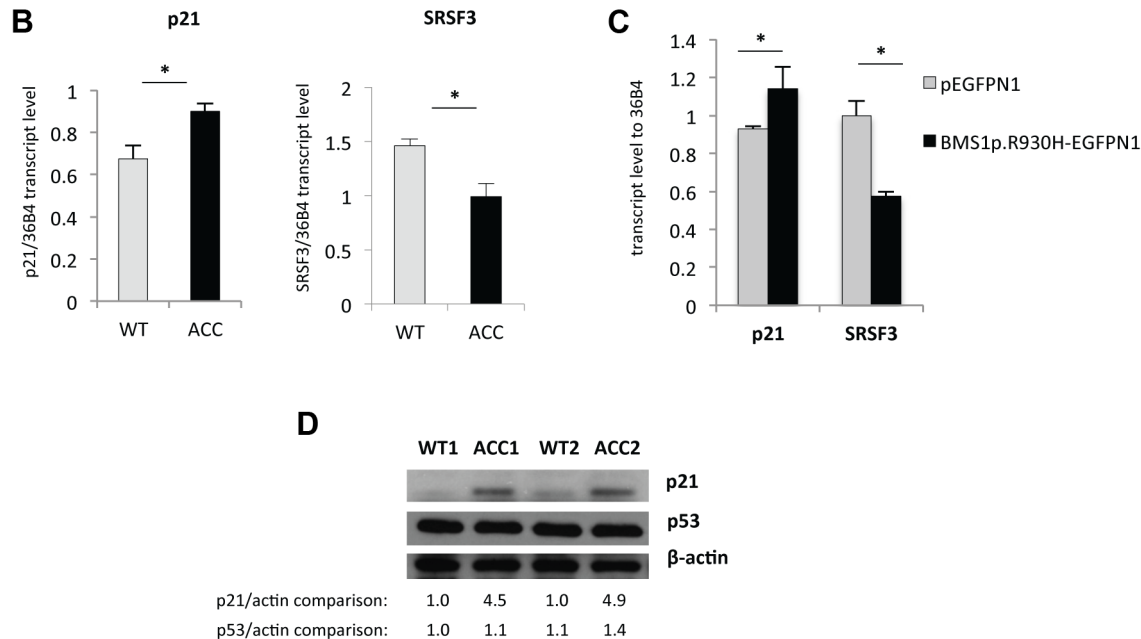 B
p21
*
p21/36B4 transcript level
1
0.8
0.6
0.4
0.2
0
WT ACC
SRSF3
*
SRSF3/36B4 transcript level
2
1.5
1
0.5
0
WT ACC
C
transcript level to 36B4
1.4
1.2
1
0.8
0.6
0.4
0.2
0
* *
p21 SRSF3
pEGFPN1
BMS1p.R930H-EGFPN1
D
WT1 ACC1 WT2 ACC2
p21
p53
β-actin
p21/actin comparison: 1.0 4.5 1.0 4.9
p53/actin comparison: 1.0 1.1 1.1 1.4